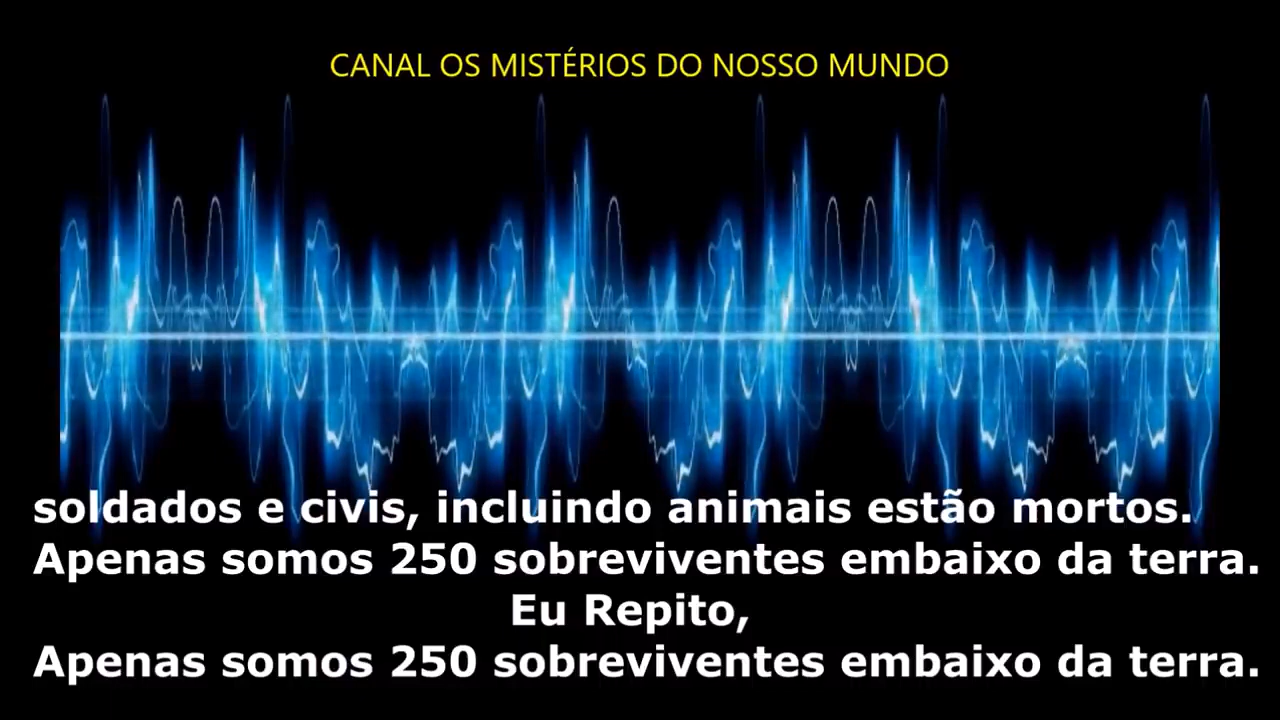 CANAL OS MISTÉRIOS DO NOSSO MUNDO
soldados e civis, incluindo animais estão mortos.
Apenas somos 250 sobreviventes embaixo da terra.
Eu Repito,
Apenas somos 250 sobreviventes embaixo da terra.